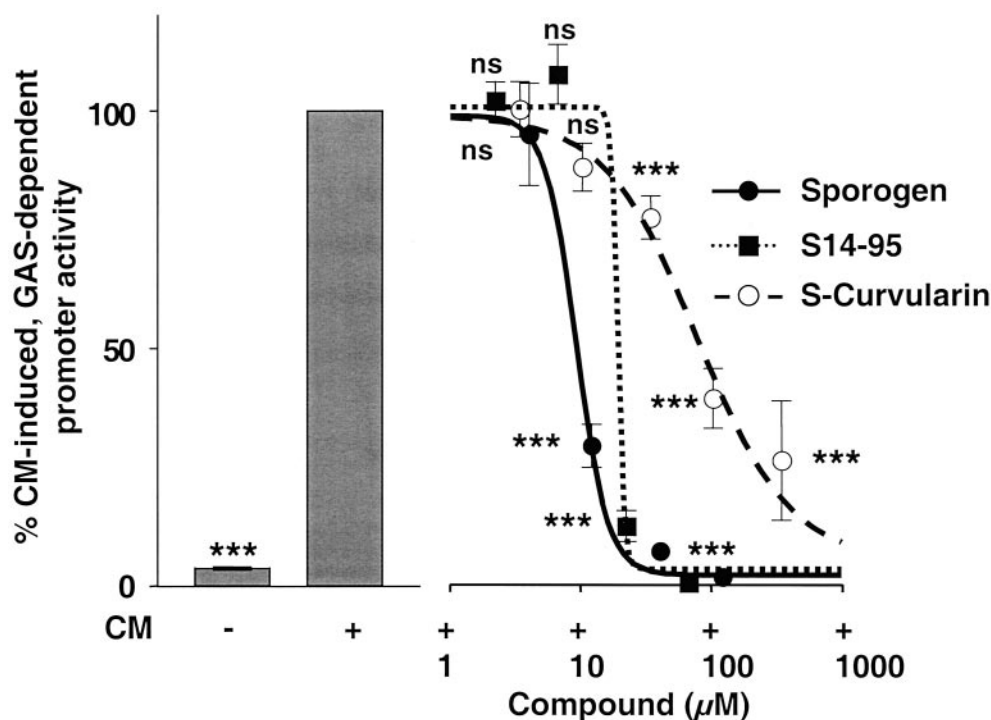 % CM-induced, GAS-dependent
promoter activity
100
50
0
***
CM - +
ns
ns
ns
ns
***
***
***
***
***
***
Sporogen
S14-95
S-Curvularin
+ + + +
1 10 100 1000
Compound (µM)